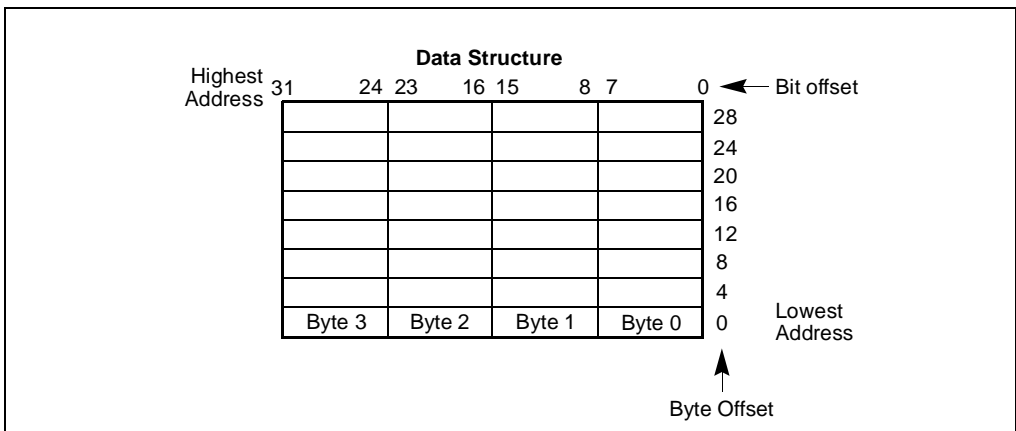 Data Structure
Highest
Address
31 24 23 16 15 8 7 0 Bit offset
28
24
20
16
12
8
4
Byte 3 Byte 2 Byte 1 Byte 0 0
Lowest
Address
Byte Offset